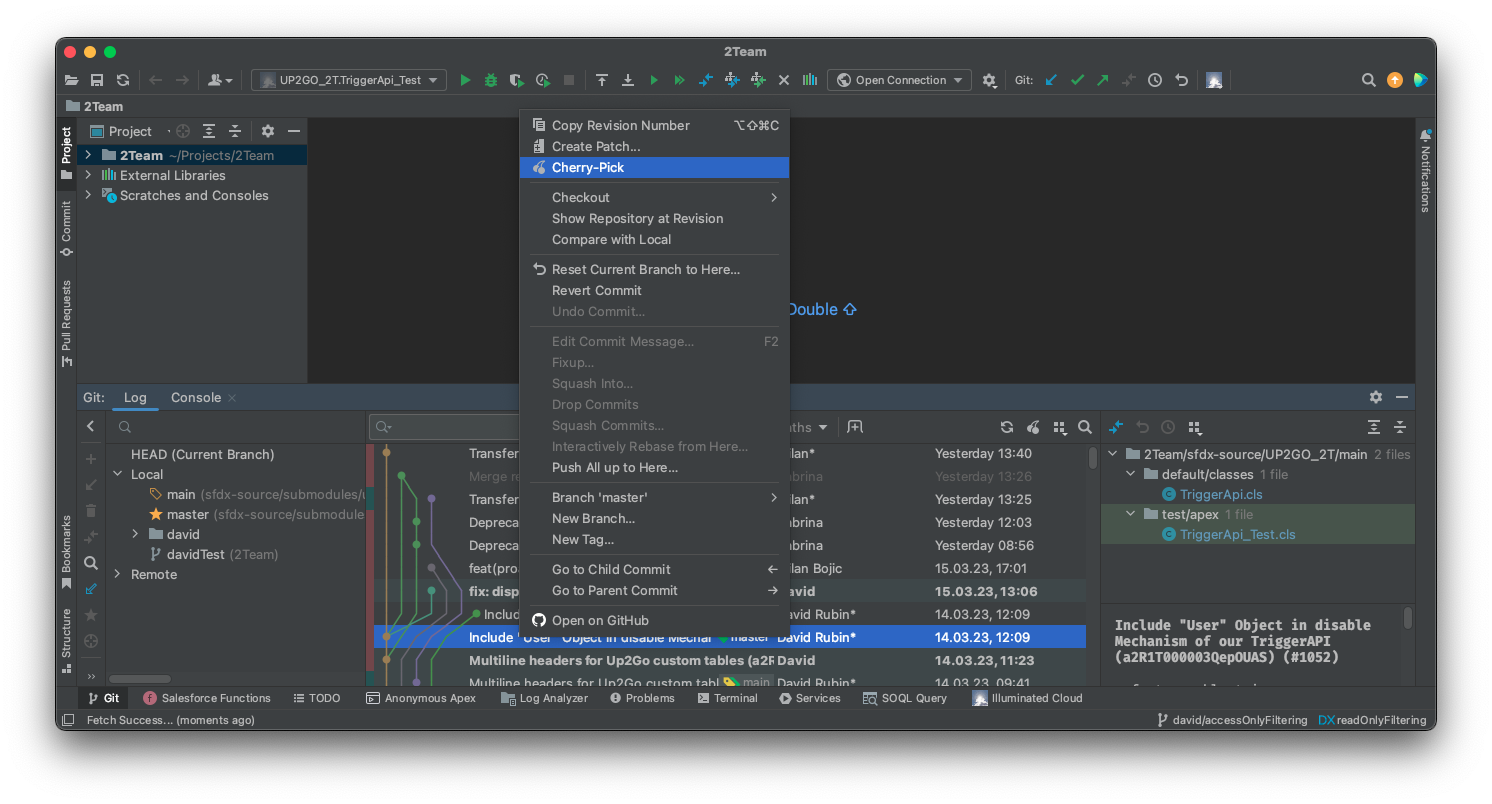 2Team
UP2GO_2T.TriggerApi_Test
Open Connection
Git:
2Team
Project
Project
2Team ~/Projects/2Team
External Libraries
Scratches and Consoles
Commit
Pull Requests
Bookmarks
Structure
Notifications
Copy Revision Number ⌥⇧⌘C
Create Patch...
Cherry-Pick
Checkout
Show Repository at Revision
Compare with Local
Reset Current Branch to Here...
Revert Commit
Undo Commit...
Edit Commit Message... F2
Fixup...
Squash Into...
Drop Commits
Squash Commits...
Interactively Rebase from Here...
Push All up to Here...
Branch 'master'
New Branch...
New Tag...
Go to Child Commit ←
Go to Parent Commit →
Open on GitHub
Double ⇧
Git: Log Console
HEAD (Current Branch)
Local
main (sfdx-source/submodules/
master (sfdx-source/submodule
david
davidTest (2Team)
Remote
ths
Transfer lan* Yesterday 13:40
Merge re brina Yesterday 13:26
Transfer lan* Yesterday 13:25
Depreca brina Yesterday 12:03
Depreca brina Yesterday 08:56
feat(pro lan Bojic 15.03.23, 17:01
fix: disp avid 15.03.23, 13:06
Includ avid Rubin* 14.03.23, 12:09
Include "User" Object in disable Mechar master David Rubin* 14.03.23, 12:09
Multiline headers for Up2Go custom tables (a2F David 14.03.23, 11:23
Multiline headers for Up2Go custom tabl main David Rubin* 14.03.23, 09:41
2Team/sfdx-source/UP2GO_2T/main 2 files
default/classes 1 file
TriggerApi.cls
test/apex 1 file
TriggerApi_Test.cls
Include "User" Object in disable
Mechanism of our TriggerAPI
(a2R1T000003QepOUAS) (#1052)
Git
Salesforce Functions
TODO
Anonymous Apex
Log Analyzer
Problems
Terminal
Services
SOQL Query
Illuminated Cloud
Fetch Success... (moments ago)
david/accessOnlyFiltering
DX readOnlyFiltering